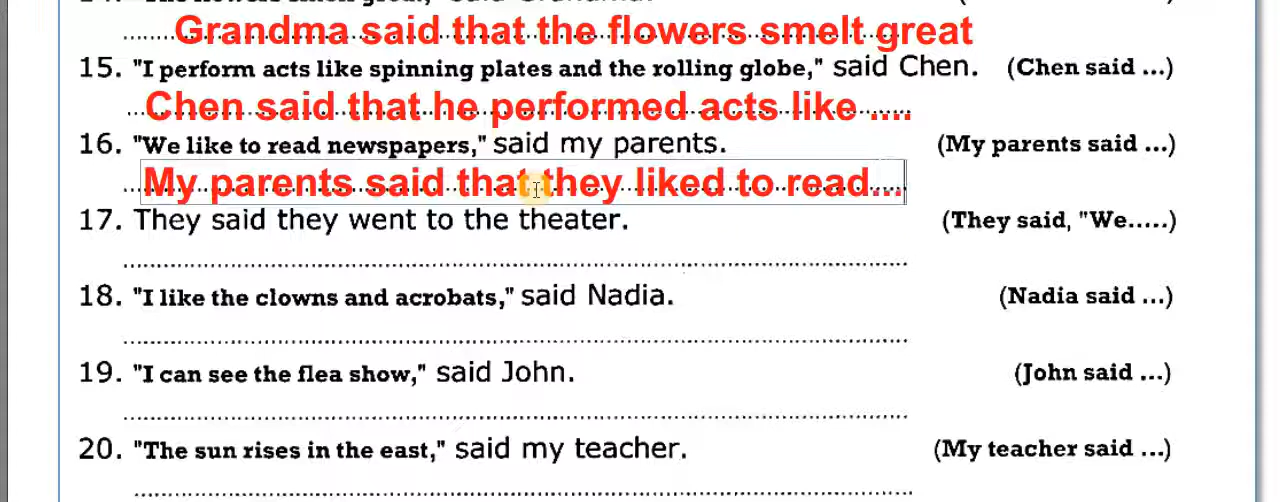 Grandma said that the flowers smelt great
15. "I perform acts like spinning plates and the rolling globe," said Chen. (Chen said ...)
Chen said that he performed acts like ....
16. "We like to read newspapers," said my parents. (My parents said ...)
My parents said that they liked to read...
17. They said they went to the theater. (They said, "We.....)
18. "I like the clowns and acrobats," said Nadia. (Nadia said ...)
19. "I can see the flea show," said John. (John said ...)
20. "The sun rises in the east," said my teacher. (My teacher said ...)